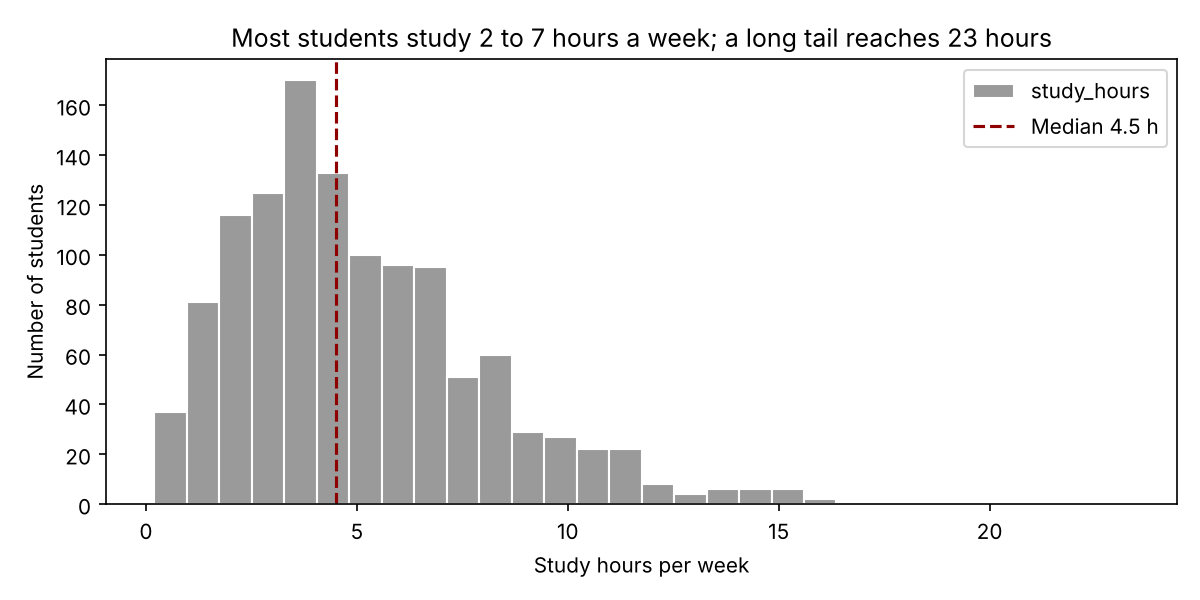 Most students study 2 to 7 hours a week; a long tail reaches 23 hours
study_hours
Median 4.5 h
Number of students
160
140
120
100
80
60
40
20
0
0 5 10 15 20
Study hours per week